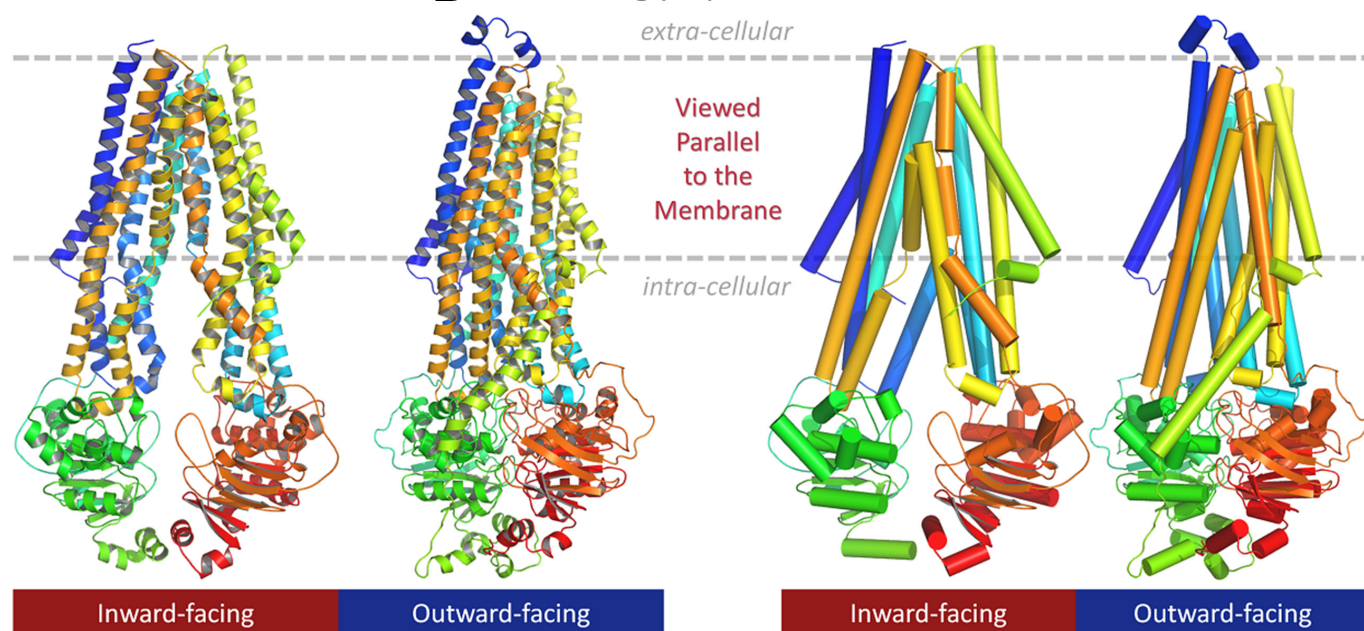 extra-cellular
Viewed
Parallel
to the
Membrane
intra-cellular
Inward-facing
Outward-facing
Inward-facing
Outward-facing